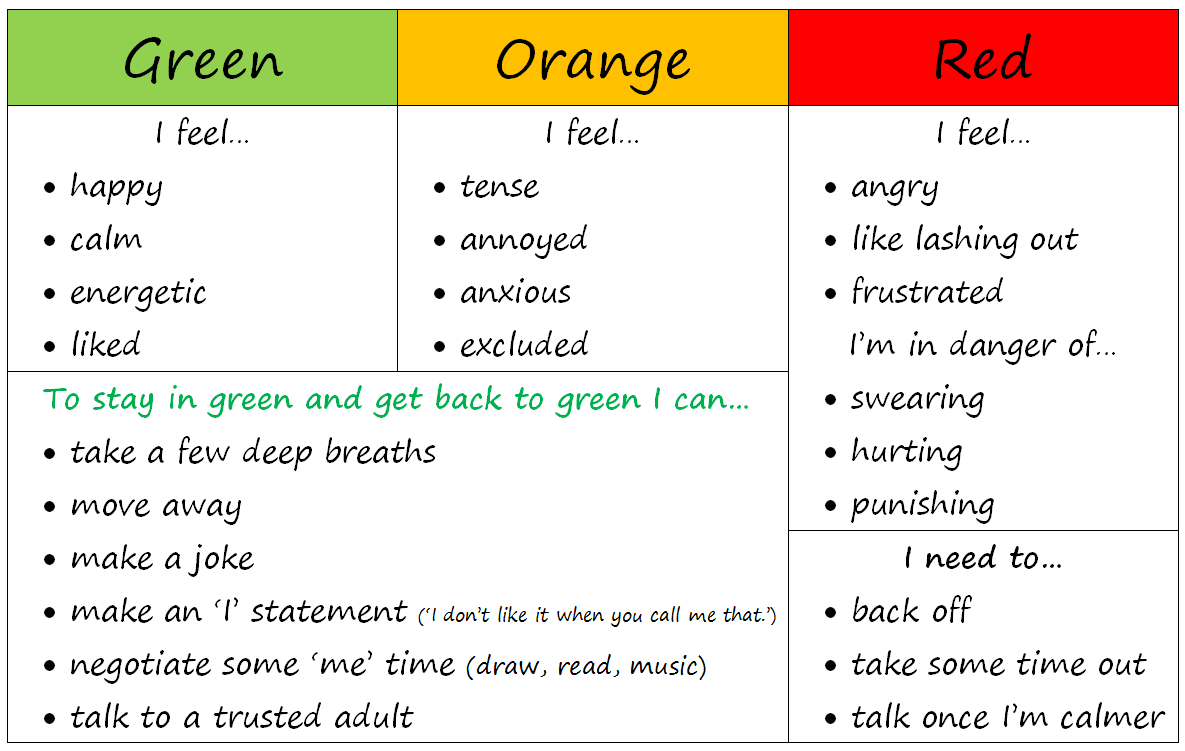 Green
I feel...
happy
calm
energetic
liked
Orange
I feel...
tense
annoyed
anxious
excluded
To stay in green and get back to green I can...
take a few deep breaths
move away
make a joke
make an ‘I’ statement (‘I don’t like it when you call me that.’)
negotiate some ‘me’ time (draw, read, music)
talk to a trusted adult
Red
I feel...
angry
like lashing out
frustrated
I’m in danger of...
swearing
hurting
punishing
I need to...
back off
take some time out
talk once I’m calmer